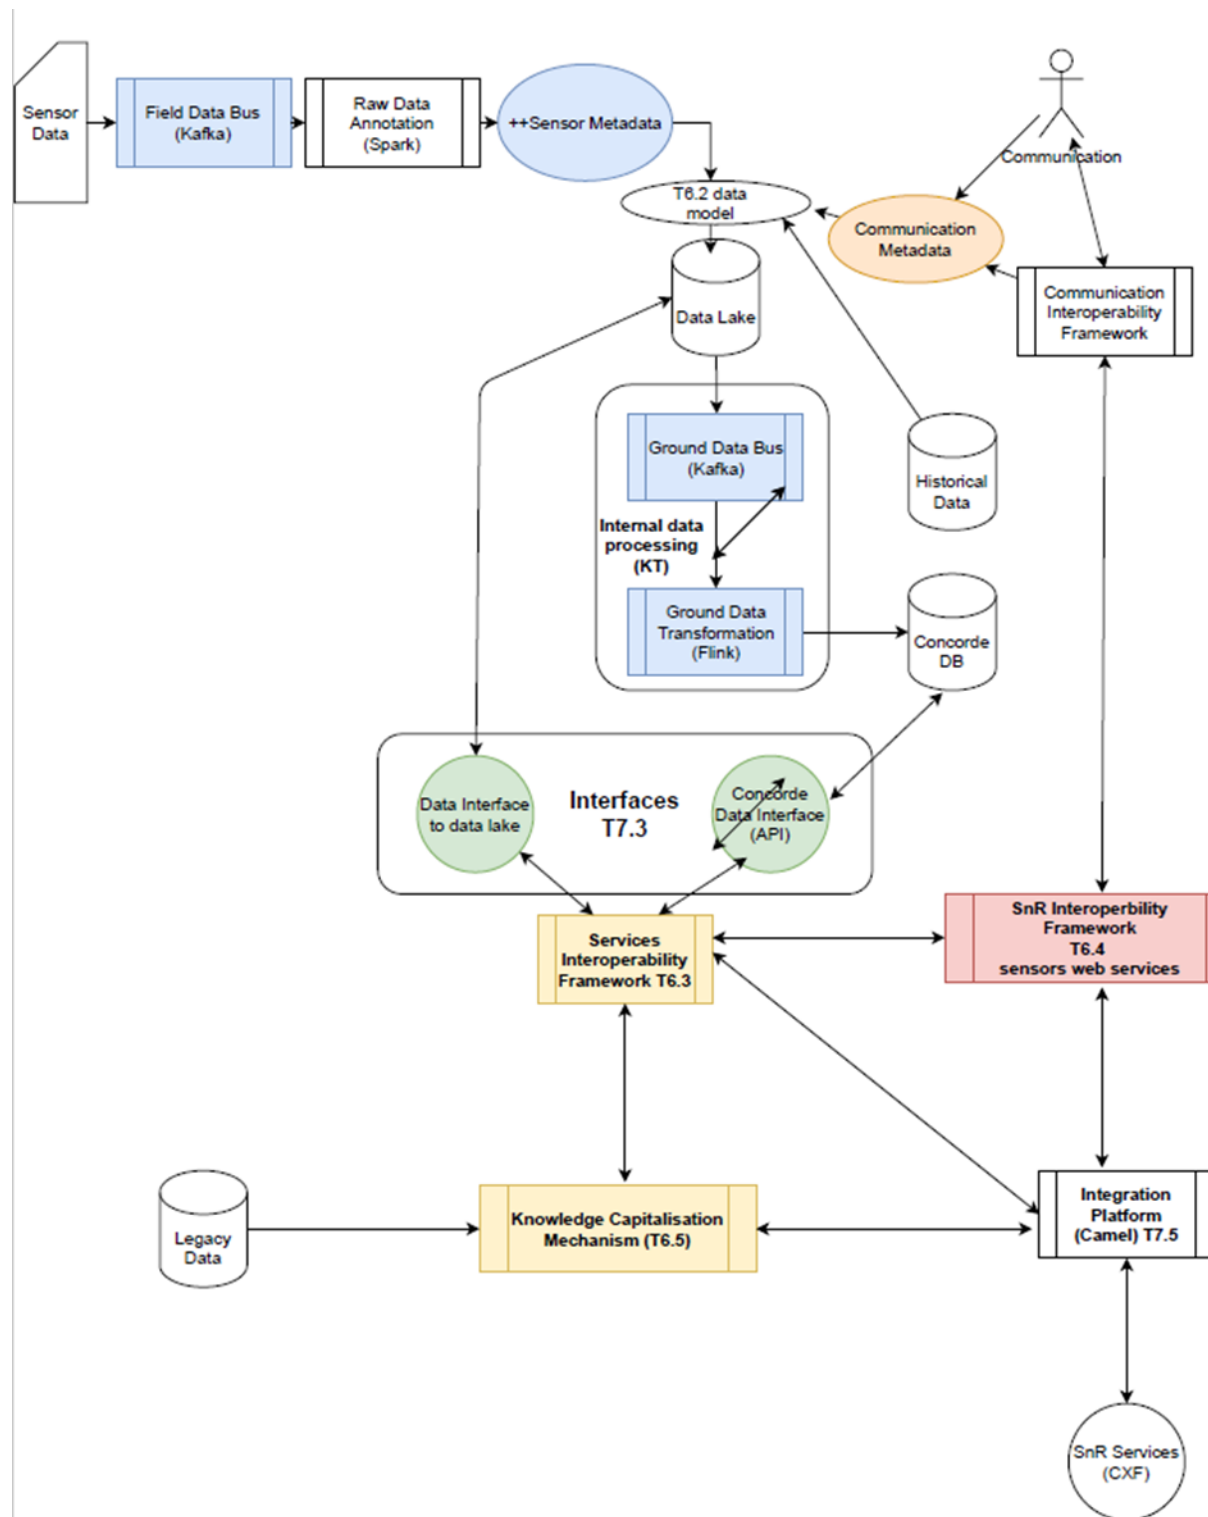 Sensor
Data
Field Data Bus
(Kafka)
Raw Data
Annotation
(Spark)
++Sensor Metadata
Communication
T6.2 data
model
Communication
Metadata
Communication
Interoperability
Framework
Data Lake
Ground Data Bus
(Kafka)
Historical
Data
Internal data
processing
(KT)
Ground Data
Transformation
(Flink)
Concorde
DB
Data Interface
to data lake
Interfaces
T7.3
Concorde
Data Interface
(API)
Services
Interoperability
Framework T6.3
SnR Interoperbility
Framework
T6.4
sensors web services
Legacy
Data
Knowledge Capitalisation
Mechanism (T6.5)
Integration
Platform
(Camel) T7.5
SnR Services
(CXF)